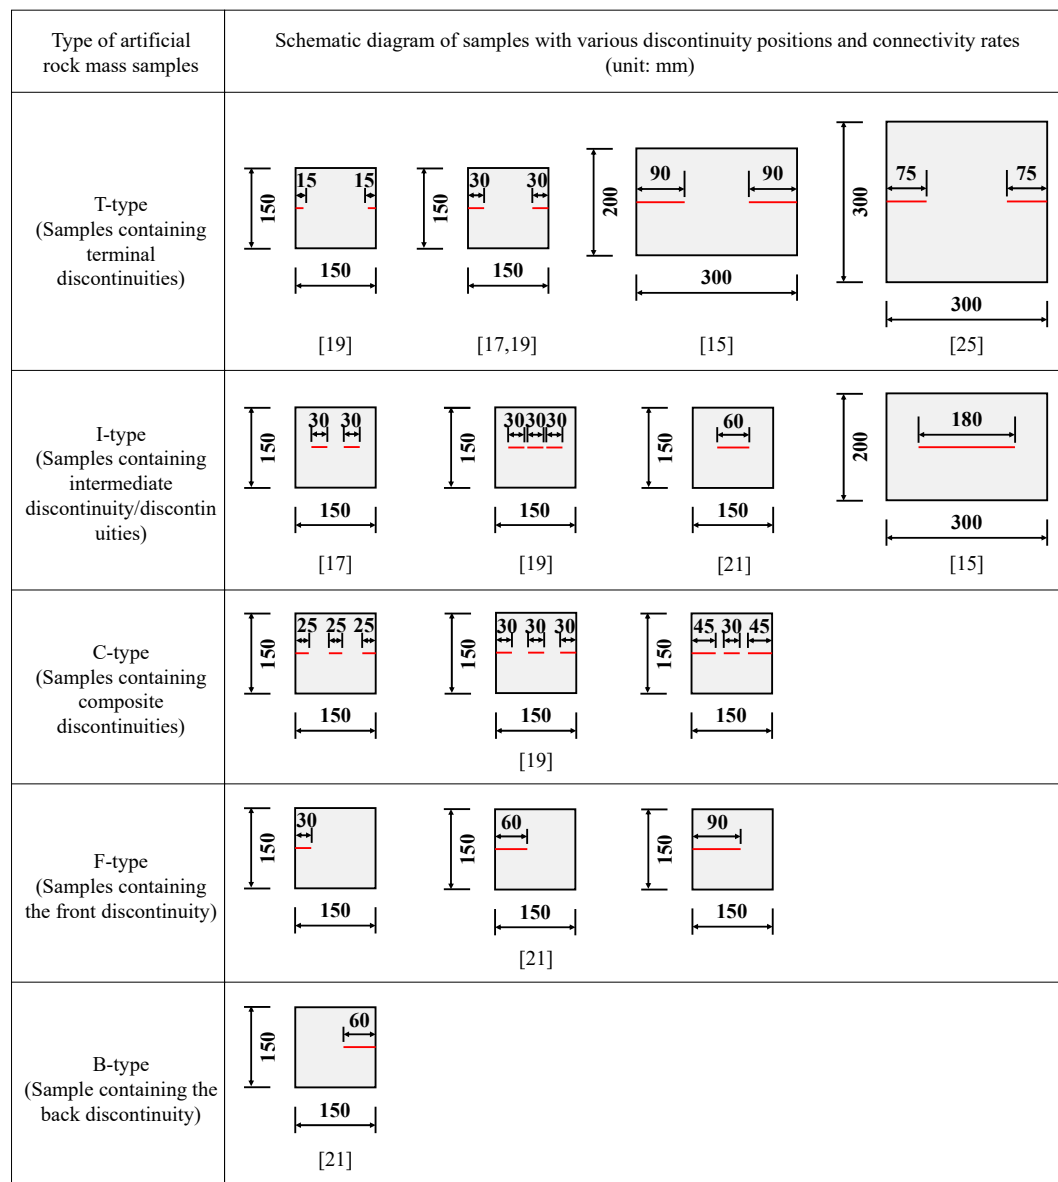 Type of artificial
rock mass samples
Schematic diagram of samples with various discontinuity positions and connectivity rates
(unit: mm)
T-type
(Samples containing
terminal
discontinuities)
150
15 15
150
[19]
150
30 30
150
[17,19]
200
90 90
300
[15]
300
75 75
300
[25]
I-type
(Samples containing
intermediate
discontinuity/discontin
uities)
150
30 30
150
[17]
150
30 30 30
150
[19]
150
60
150
[21]
200
180
300
[15]
C-type
(Samples containing
composite
discontinuities)
150
25 25 25
150
150
30 30 30
150
150
45 30 45
150
[19]
F-type
(Samples containing
the front discontinuity)
150
30
150
150
60
150
150
90
150
[21]
B-type
(Sample containing the
back discontinuity)
150
60
150
[21]